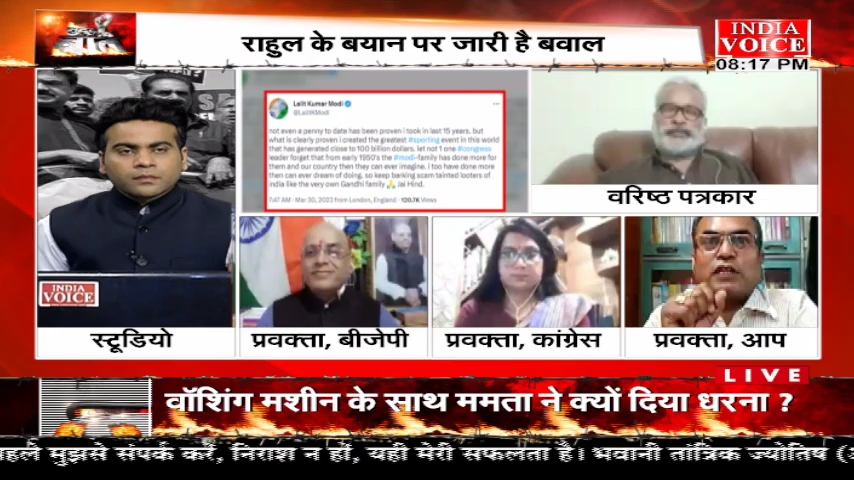 राहुल के बयान पर जारी है बवाल
INDIA
VOICE
08:17 PM
Lalit Kumar Modi
@LalitKModi
not even a penny to date has been proven i took in last 15 years. but
what is clearly proven i created the greatest #sporting event in this world
that has generated close to 100 billion dollars. let not 1 one #congress
leader forget that from early 1950's the #modi-family has done more for
them and our country then they can ever imagine. i too have done more
then can ever dream of doing. so keep barking scam tainted looters of
India like the very own Gandhi family 🙏 Jai Hind.
7:47 AM · Mar 30, 2023 from London, England · 120.7K Views
वरिष्ठ पत्रकार
INDIA
VOICE
स्टूडियो
प्रवक्ता, बीजेपी
प्रवक्ता, कांग्रेस
प्रवक्ता, आप
LIVE
वॉशिंग मशीन के साथ ममता ने क्यों दिया धरना ?
मुझसे संपर्क करें, निराश न हों, यही मेरी सफलता है। भवानी तांत्रिक ज्योतिष